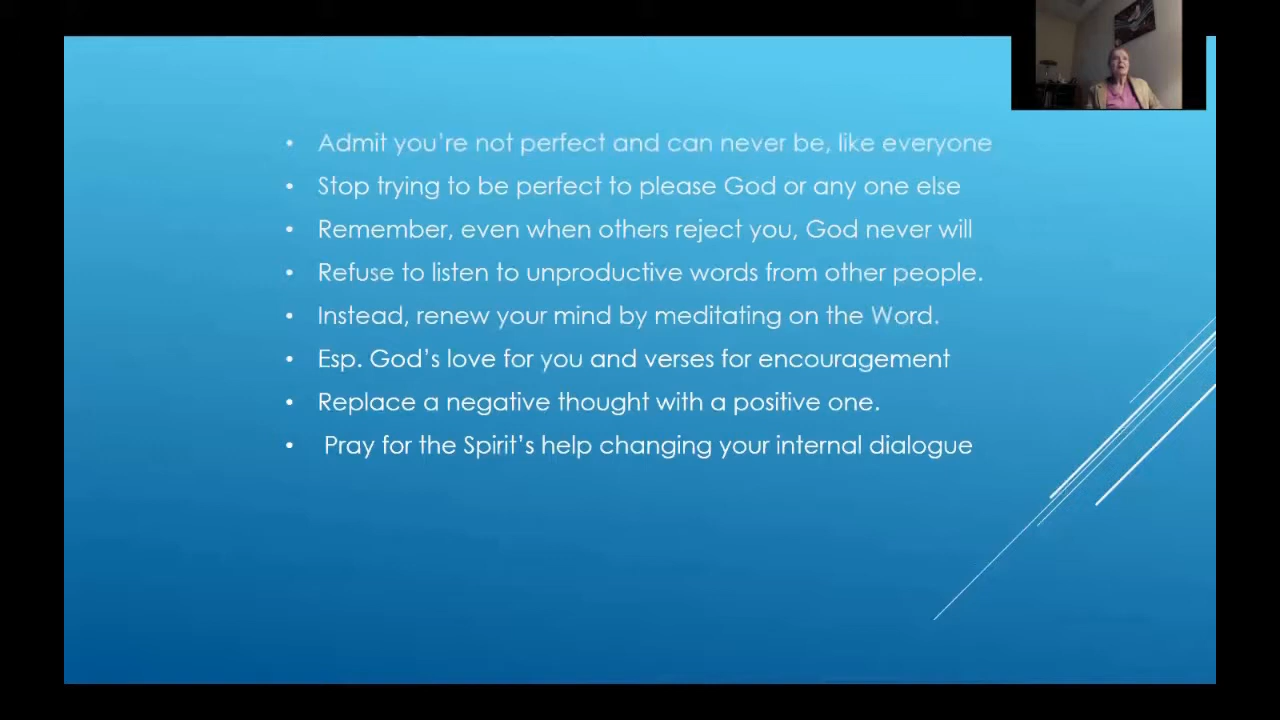 • Admit you're not perfect and can never be, like everyone
• Stop trying to be perfect to please God or any one else
• Remember, even when others reject you, God never will
• Refuse to listen to unproductive words from other people.
• Instead, renew your mind by meditating on the Word.
• Esp. God's love for you and verses for encouragement
• Replace a negative thought with a positive one.
• Pray for the Spirit's help changing your internal dialogue